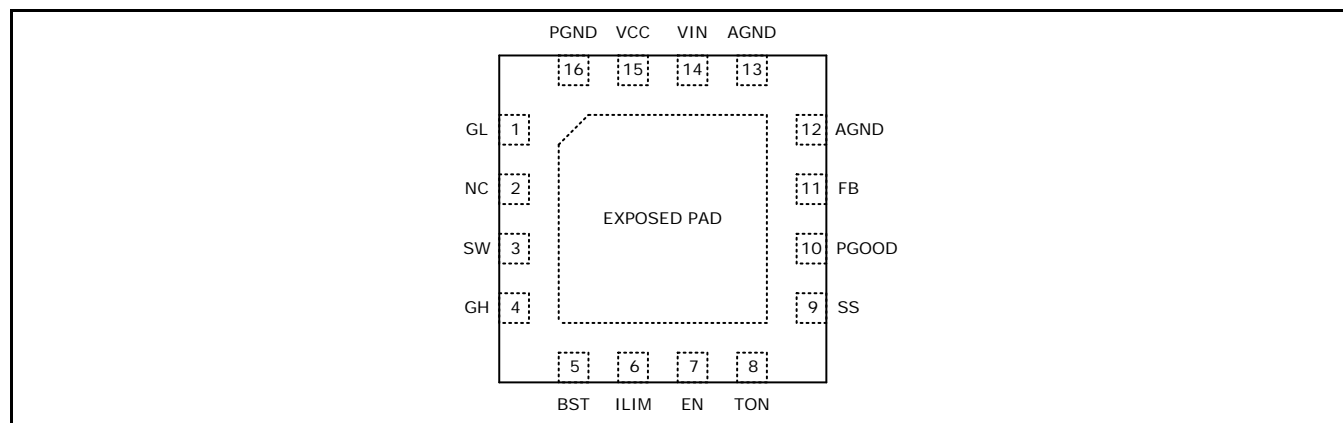 PGND VCC VIN AGND
16 15 14 13
GL 1 12 AGND
NC 2 11 FB
EXPOSED PAD
SW 3 10 PGOOD
GH 4 9 SS
5 6 7 8
BST ILIM EN TON